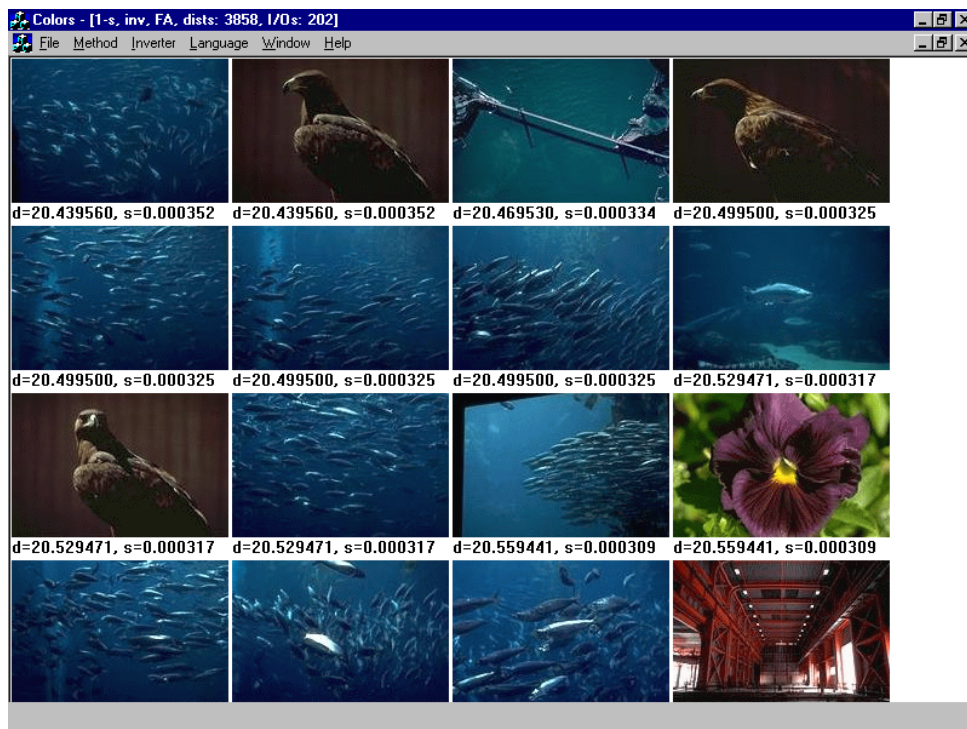 Colors - [1-s, inv, FA, dists: 3858, I/Os: 202]
File Method Inverter Language Window Help
d=20.439560, s=0.000352 d=20.439560, s=0.000352 d=20.469530, s=0.000334 d=20.499500, s=0.000325
d=20.499500, s=0.000325 d=20.499500, s=0.000325 d=20.499500, s=0.000325 d=20.529471, s=0.000317
d=20.529471, s=0.000317 d=20.529471, s=0.000317 d=20.559441, s=0.000309 d=20.559441, s=0.000309